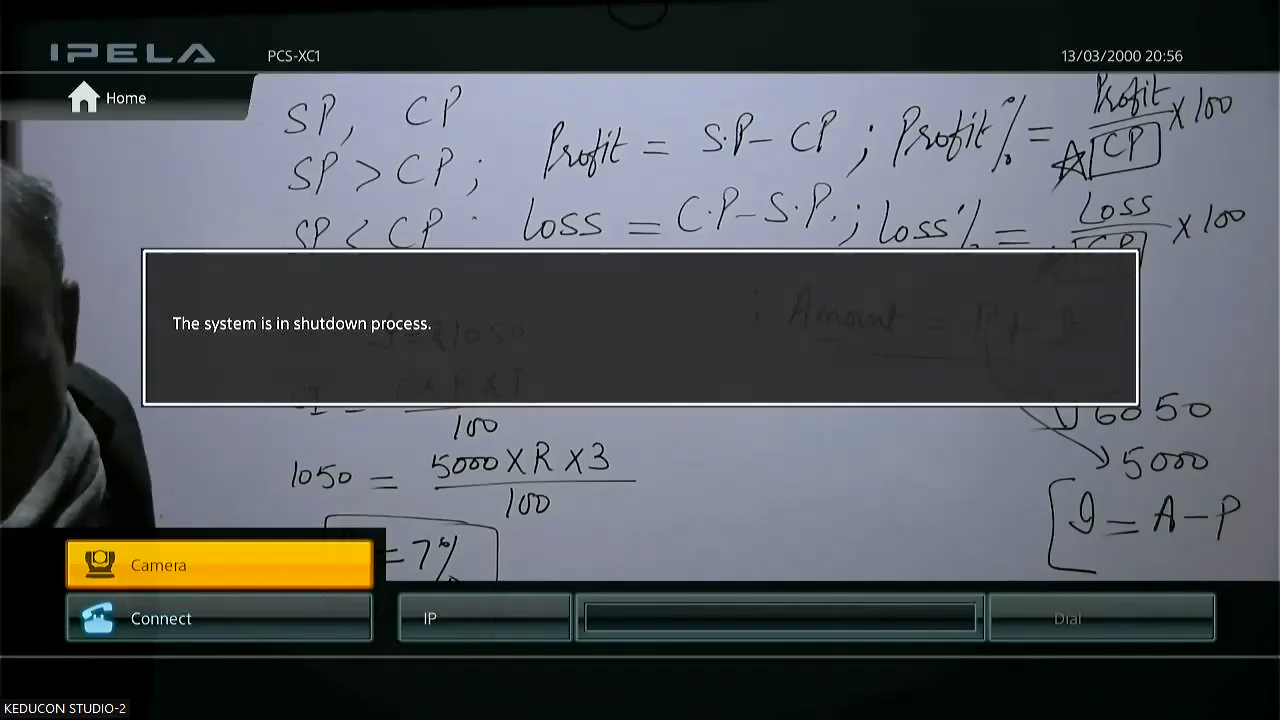 IPELA PCS-XC1 13/03/2000 20:56
Home
SP, CP
Profit = S.P- CP ; Profit% = Profit/CP X 100
SP > CP ;
SP < CP ; Loss = C.P- S.P. ; Loss% = Loss/CP X 100
The system is in shutdown process.
; Amount = P +
I = P X R X T / 100
6050
1050 = 5000 X R X 3 / 100
5000
I = A - P
= 7%
Camera
Connect IP Dial
KEDUCON STUDIO-2